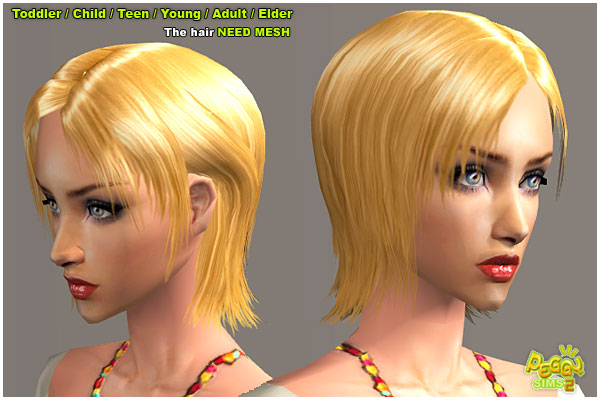 Toddler / Child / Teen / Young / Adult / Elder
The hair NEED MESH
Peggy
SIMS2